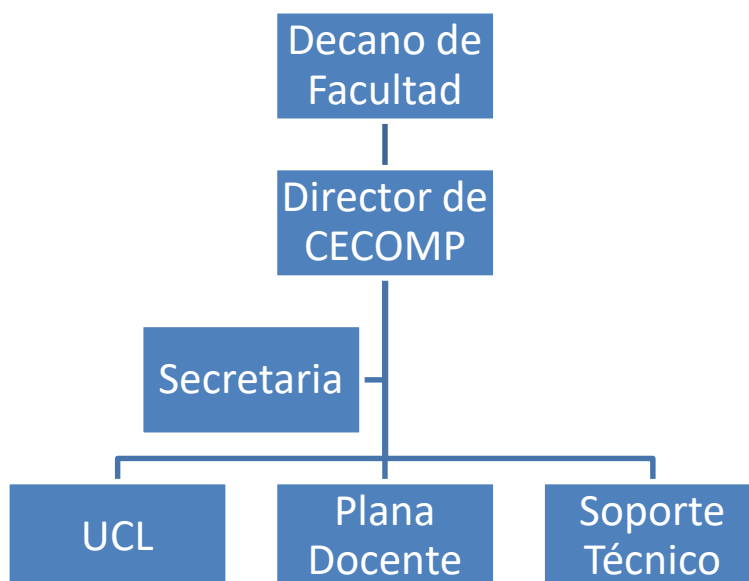 Decano de
Facultad
Director de
CECOMP
Secretaria
UCL
Plana
Docente
Soporte
Técnico